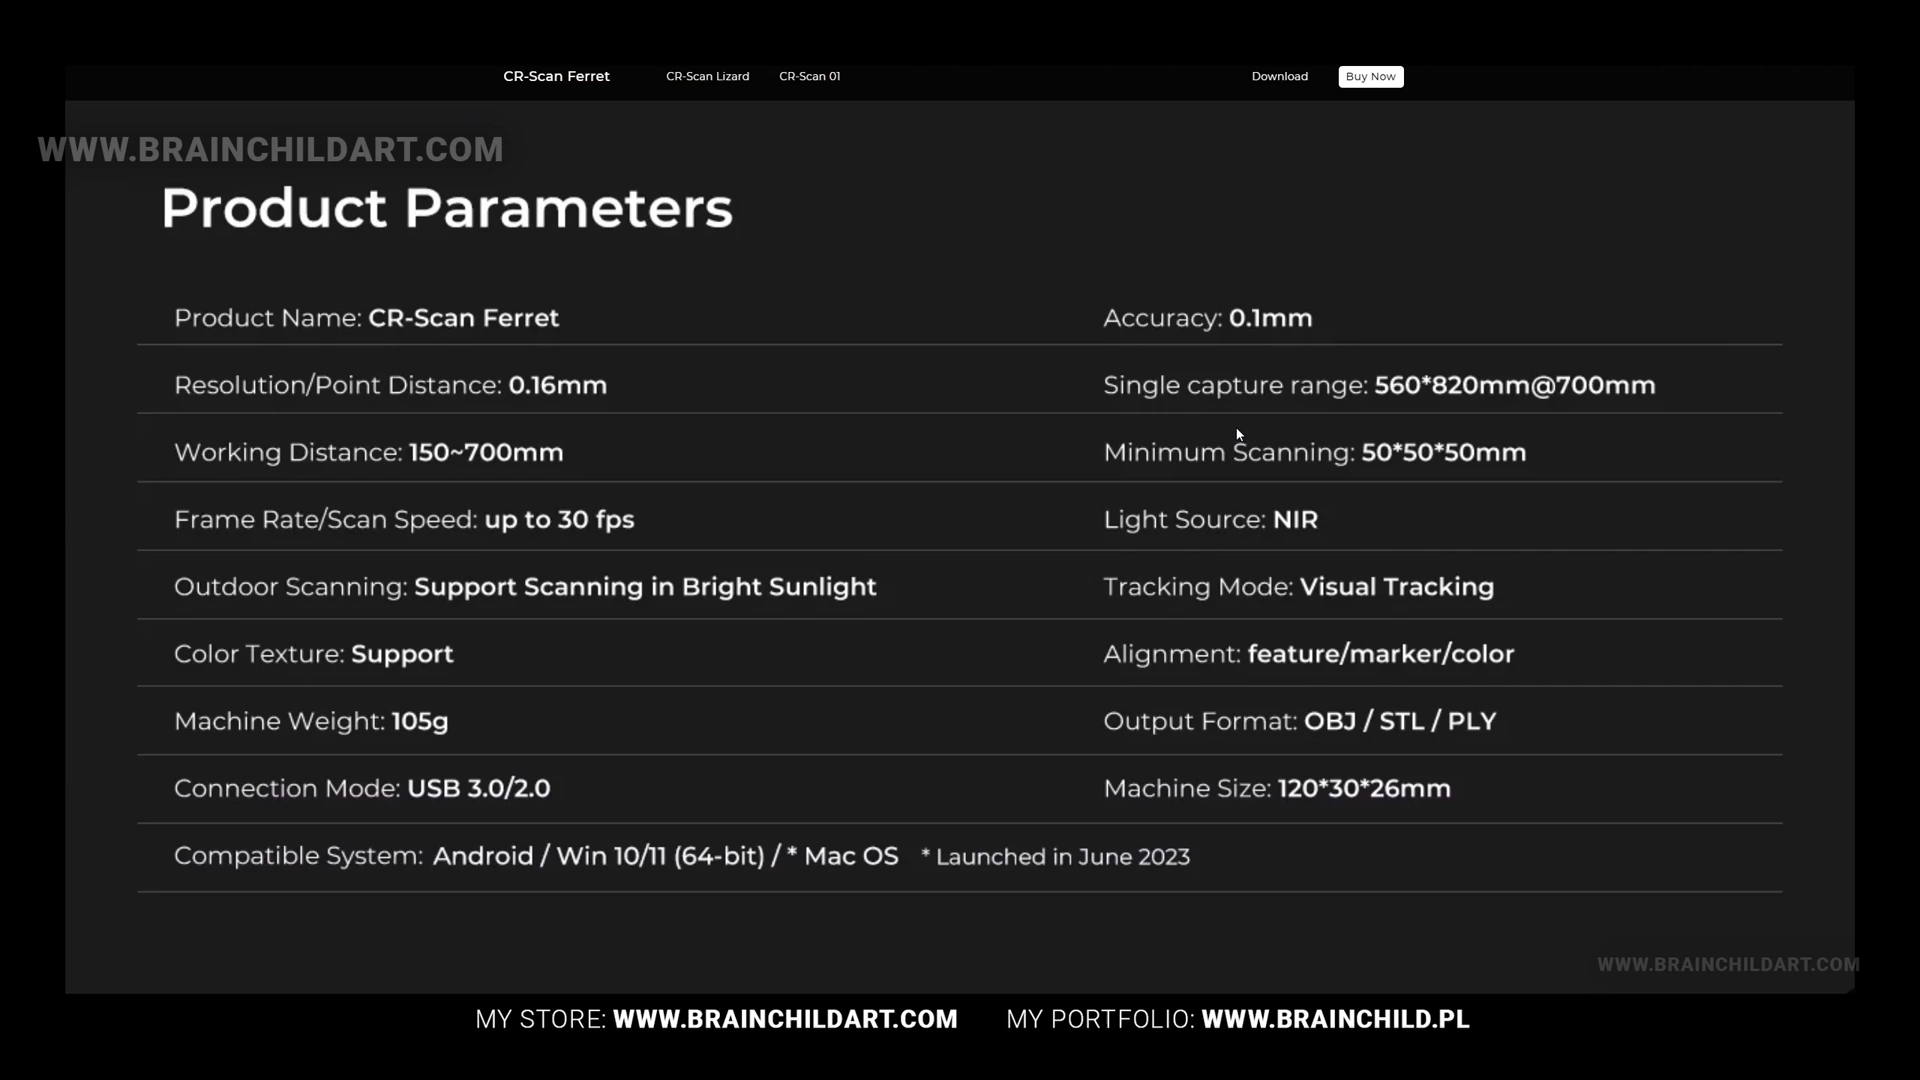 CR-Scan Ferret CR-Scan Lizard CR-Scan 01 Download Buy Now
WWW.BRAINCHILDART.COM
Product Parameters
Product Name: CR-Scan Ferret Accuracy: 0.1mm
Resolution/Point Distance: 0.16mm Single capture range: 560*820mm@700mm
Working Distance: 150~700mm Minimum Scanning: 50*50*50mm
Frame Rate/Scan Speed: up to 30 fps Light Source: NIR
Outdoor Scanning: Support Scanning in Bright Sunlight Tracking Mode: Visual Tracking
Color Texture: Support Alignment: feature/marker/color
Machine Weight: 105g Output Format: OBJ / STL / PLY
Connection Mode: USB 3.0/2.0 Machine Size: 120*30*26mm
Compatible System: Android / Win 10/11 (64-bit) / * Mac OS * Launched in June 2023
WWW.BRAINCHILDART.COM
MY STORE: WWW.BRAINCHILDART.COM MY PORTFOLIO: WWW.BRAINCHILD.PL